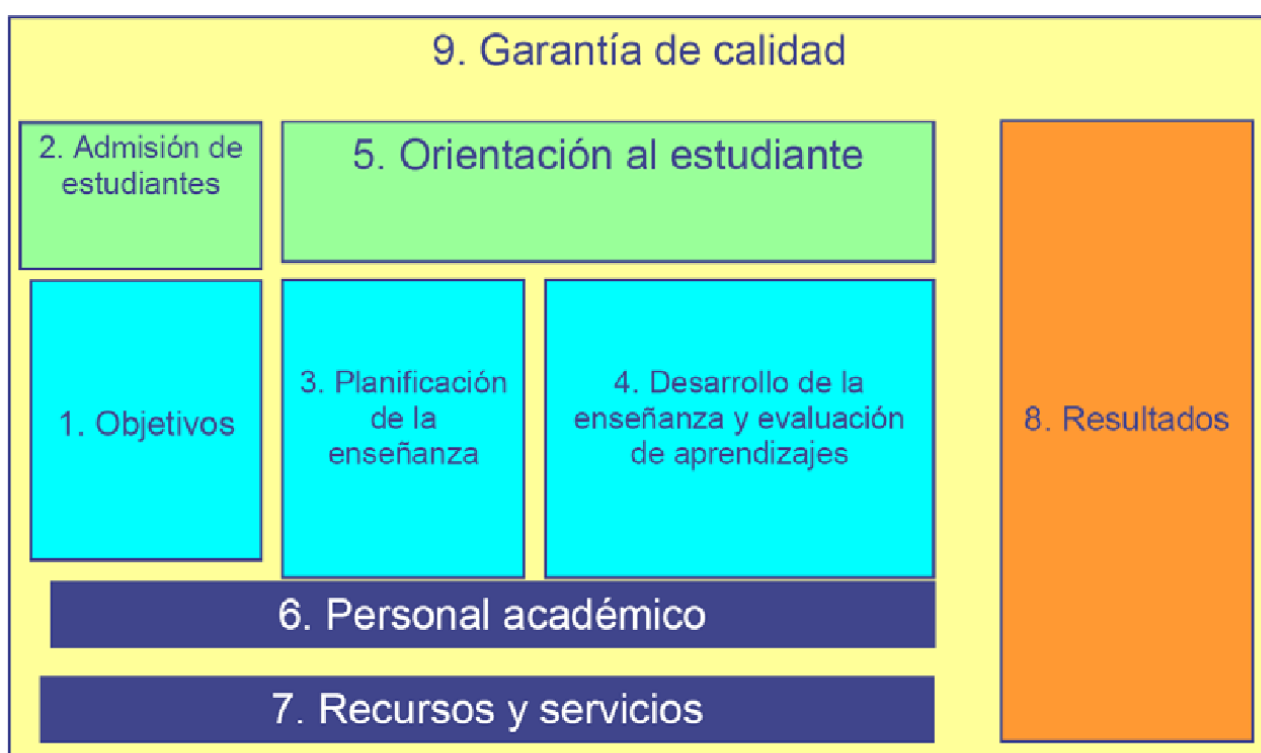 9. Garantía de calidad
2. Admisión de
estudiantes
5. Orientación al estudiante
1. Objetivos
3. Planificación
de la
enseñanza
4. Desarrollo de la
enseñanza y evaluación
de aprendizajes
8. Resultados
6. Personal académico
7. Recursos y servicios